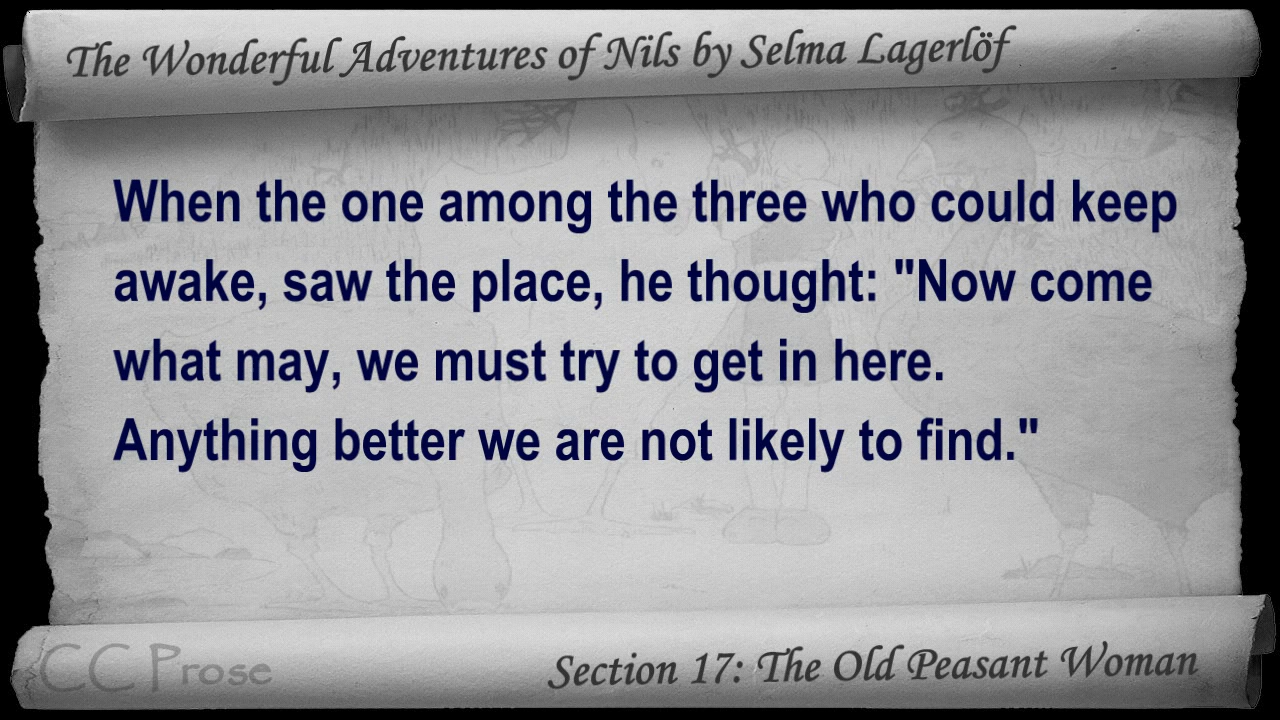 The Wonderful Adventures of Nils by Selma Lagerlöf
When the one among the three who could keep
awake, saw the place, he thought: "Now come
what may, we must try to get in here.
Anything better we are not likely to find."
CC Prose
Section 17: The Old Peasant Woman